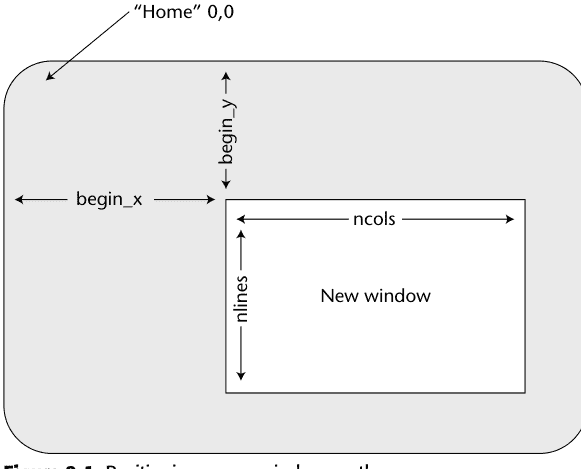 “Home” 0,0
begin_y
begin_x
ncols
nlines
New window